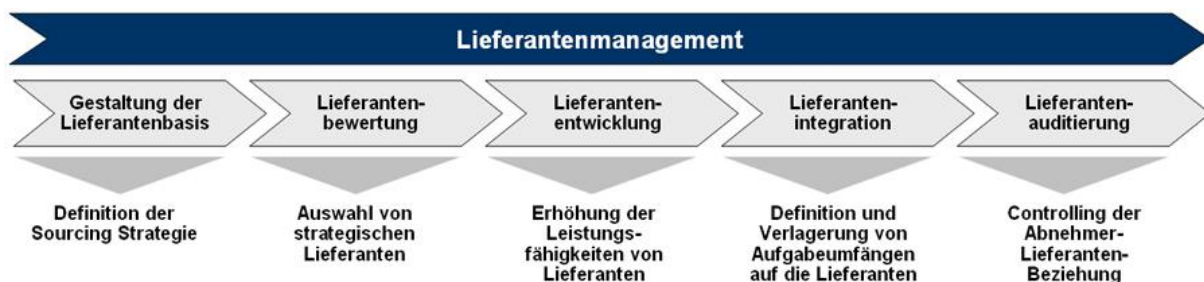 Lieferantenmanagement
Gestaltung der
Lieferantenbasis
Lieferanten-
bewertung
Lieferanten-
entwicklung
Lieferanten-
integration
Lieferanten-
auditierung
Definition der
Sourcing Strategie
Auswahl von
strategischen
Lieferanten
Erhöhung der
Leistungs-
fähigkeiten von
Lieferanten
Definition und
Verlagerung von
Aufgabeumfängen
auf die Lieferanten
Controlling der
Abnehmer-
Lieferanten-
Beziehung